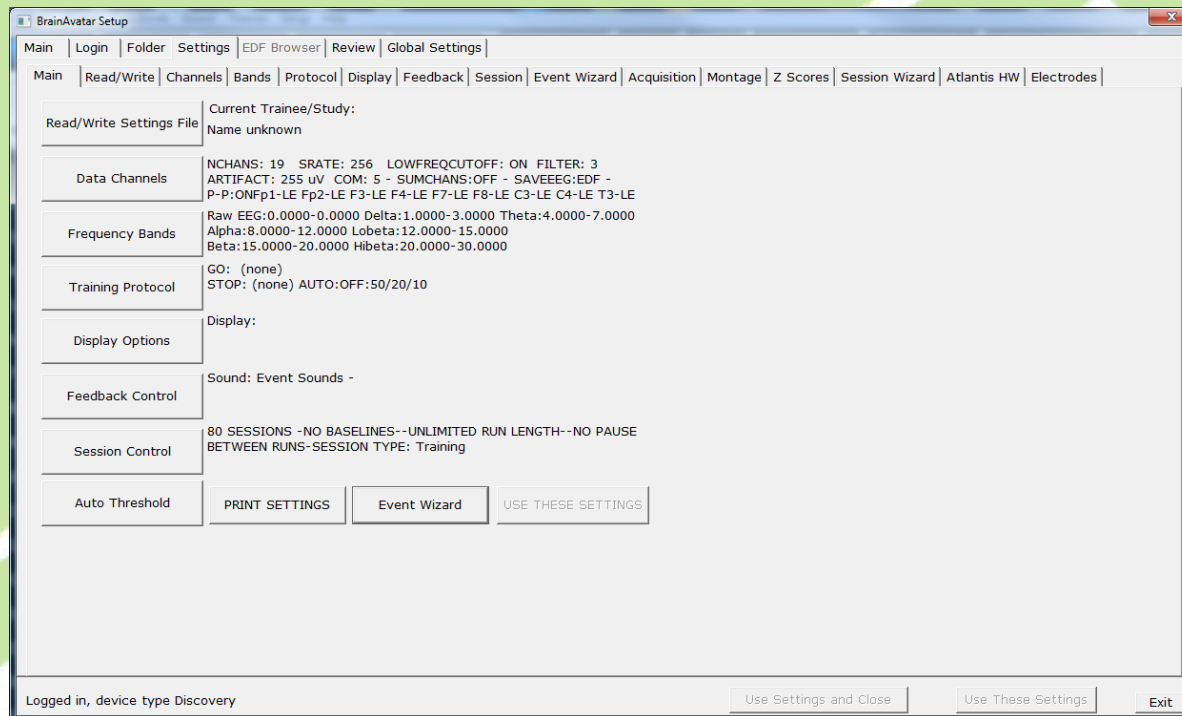 BrainAvatar Setup
Main Login Folder Settings EDF Browser Review Global Settings
Main Read/Write Channels Bands Protocol Display Feedback Session Event Wizard Acquisition Montage Z Scores Session Wizard Atlantis HW Electrodes
Read/Write Settings File
Current Trainee/Study:
Name unknown
Data Channels
NCHANS: 19 SRATE: 256 LOWFREQCUTOFF: ON FILTER: 3
ARTIFACT: 255 uV COM: 5 - SUMCHANS:OFF - SAVEEEG:EDF -
P-P:ONFp1-LE Fp2-LE F3-LE F4-LE F7-LE F8-LE C3-LE C4-LE T3-LE
Frequency Bands
Raw EEG:0.0000-0.0000 Delta:1.0000-3.0000 Theta:4.0000-7.0000
Alpha:8.0000-12.0000 Lobeta:12.0000-15.0000
Beta:15.0000-20.0000 Hibeta:20.0000-30.0000
Training Protocol
GO: (none)
STOP: (none) AUTO:OFF:50/20/10
Display Options
Display:
Feedback Control
Sound: Event Sounds -
Session Control
80 SESSIONS -NO BASELINES--UNLIMITED RUN LENGTH--NO PAUSE
BETWEEN RUNS-SESSION TYPE: Training
Auto Threshold PRINT SETTINGS Event Wizard USE THESE SETTINGS
Logged in, device type Discovery Use Settings and Close Use These Settings Exit